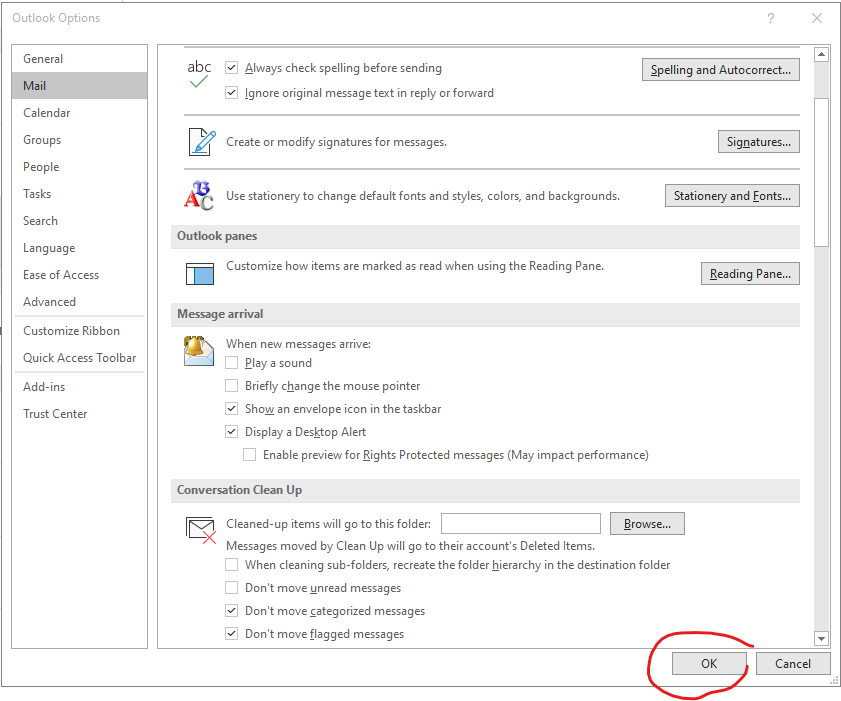 Outlook Options
?
General
Mail
Calendar
Groups
People
Tasks
Search
Language
Ease of Access
Advanced
Customize Ribbon
Quick Access Toolbar
Add-ins
Trust Center
abc
Always check spelling before sending
Spelling and Autocorrect...
Ignore original message text in reply or forward
Create or modify signatures for messages.
Signatures...
ABC
Use stationery to change default fonts and styles, colors, and backgrounds.
Stationery and Fonts...
Outlook panes
Customize how items are marked as read when using the Reading Pane.
Reading Pane...
Message arrival
When new messages arrive:
Play a sound
Briefly change the mouse pointer
Show an envelope icon in the taskbar
Display a Desktop Alert
Enable preview for Rights Protected messages (May impact performance)
Conversation Clean Up
Cleaned-up items will go to this folder:
Browse...
Messages moved by Clean Up will go to their account's Deleted Items.
When cleaning sub-folders, recreate the folder hierarchy in the destination folder
Don't move unread messages
Don't move categorized messages
Don't move flagged messages
OK
Cancel